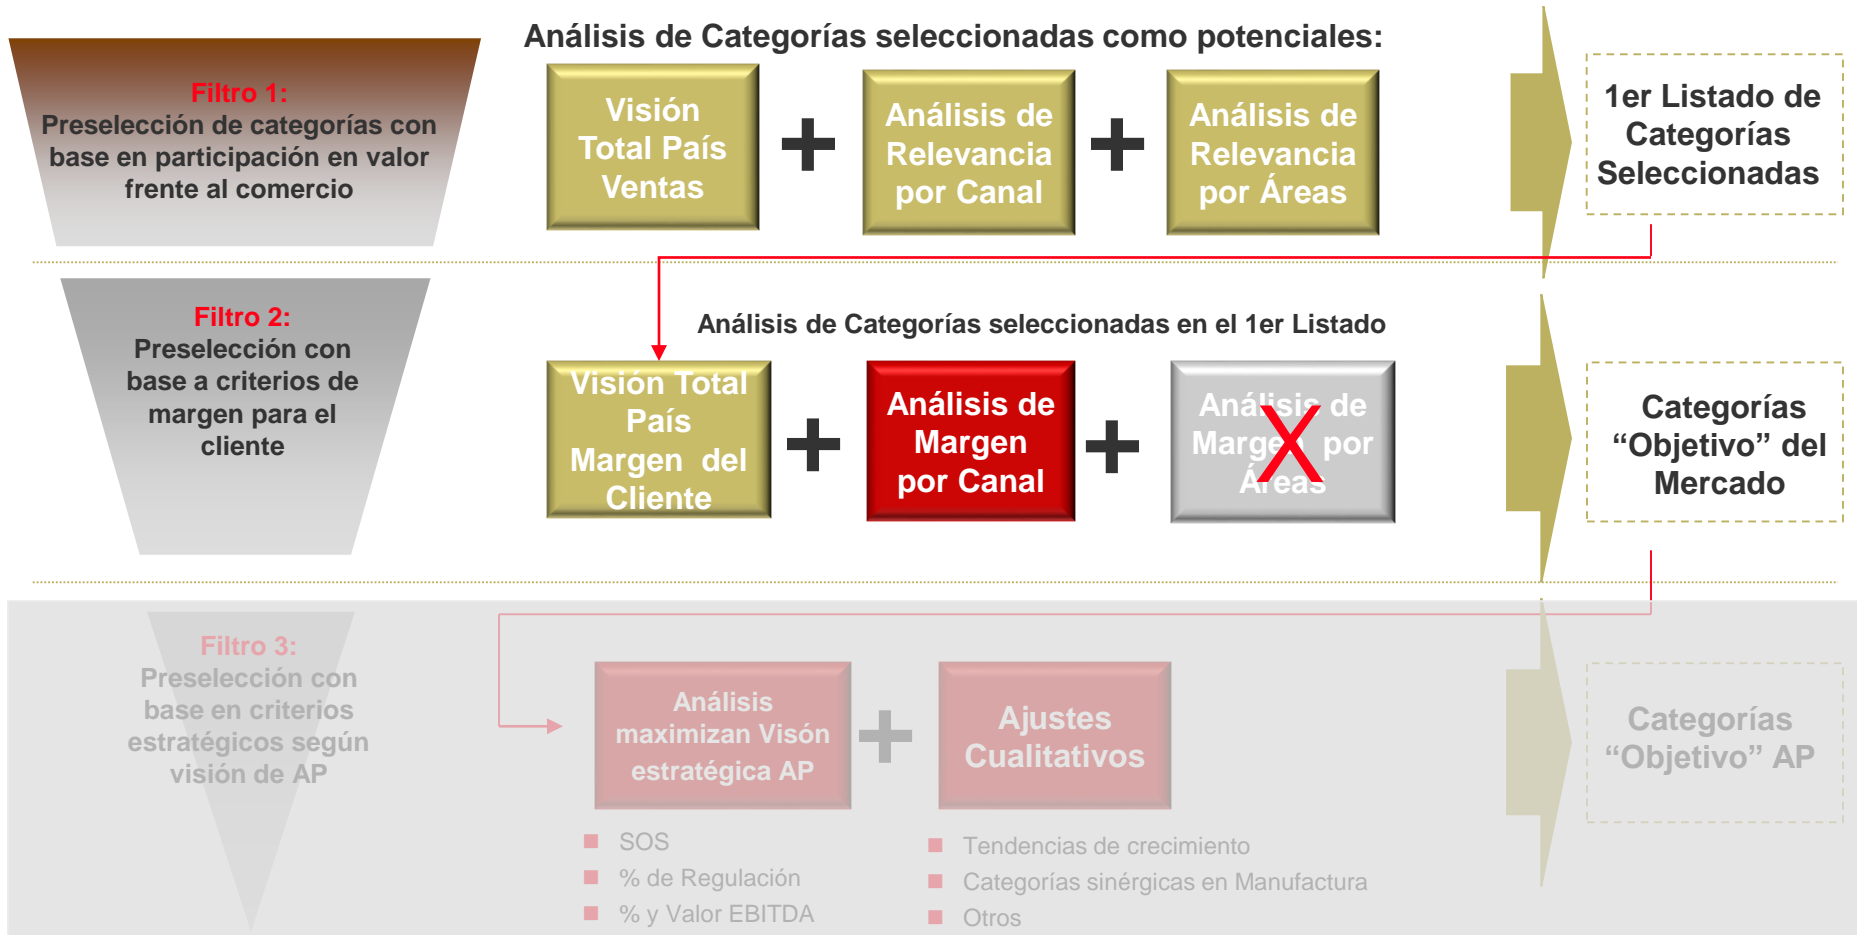 Análisis de Categorías seleccionadas como potenciales:
Filtro 1:
Preselección de categorías con
base en participación en valor
frente al comercio
Visión
Total País
Ventas
+
Análisis de
Relevancia
por Canal
+
Análisis de
Relevancia
por Áreas
1er Listado de
Categorías
Seleccionadas
Filtro 2:
Preselección con
base a criterios de
margen para el
cliente
Análisis de Categorías seleccionadas en el 1er Listado
Visión Total
País
Margen del
Cliente
+
Análisis de
Margen
por Canal
+
Análisis de
Margen por
Áreas
X
Categorías
“Objetivo” del
Mercado
Filtro 3:
Preselección con
base en criterios
estratégicos según
visión de AP
Análisis
maximizan Visón
estratégica AP
+
Ajustes
Cualitativos
Categorías
“Objetivo” AP
SOS
% de Regulación
% y Valor EBITDA
Tendencias de crecimiento
Categorías sinérgicas en Manufactura
Otros